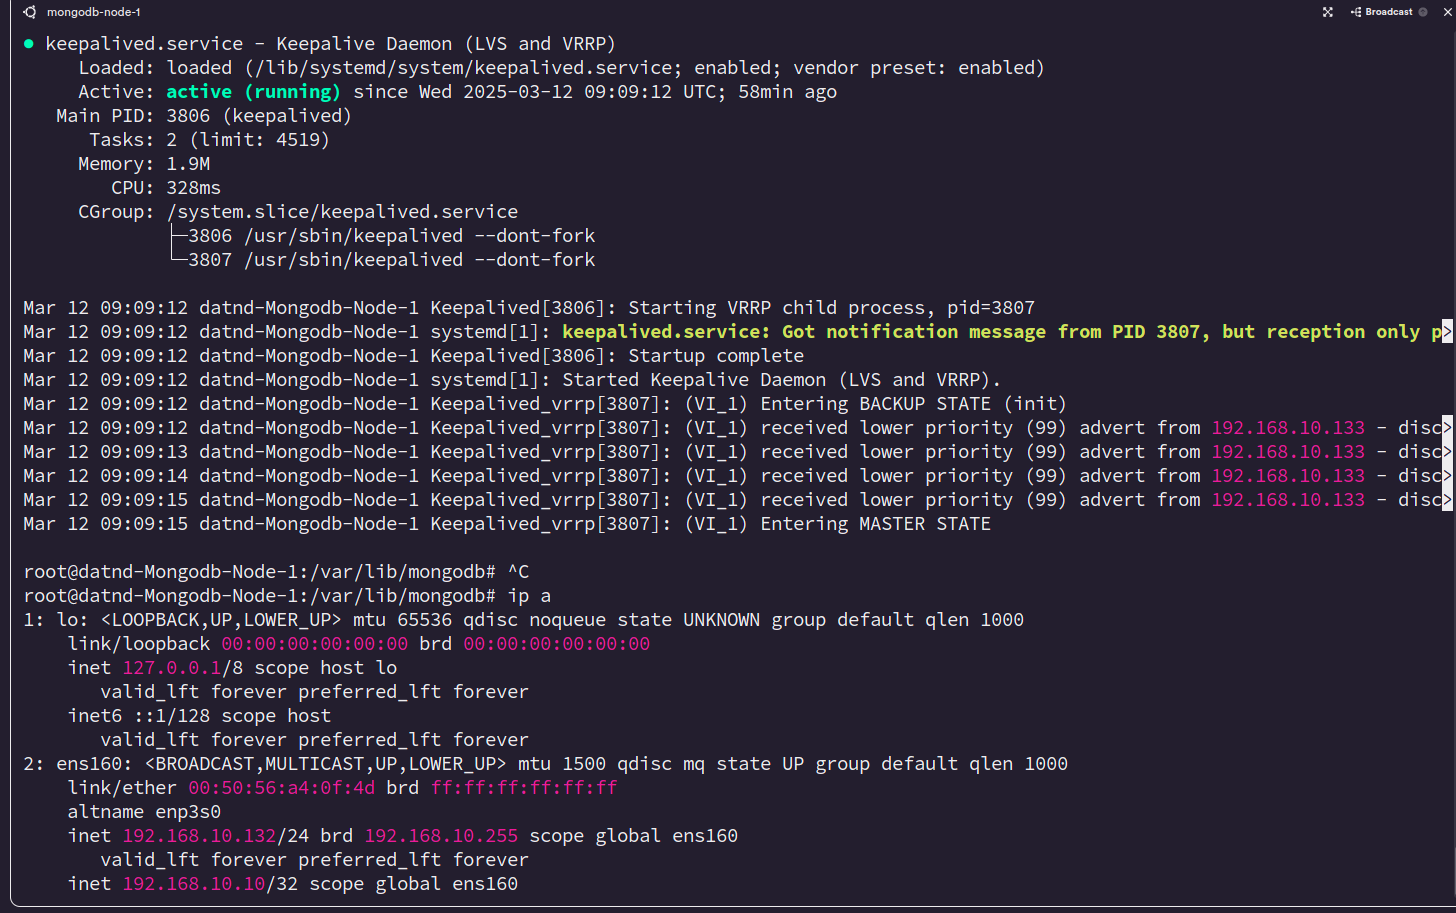 mongodb-node-1
Broadcast
● keepalived.service - Keepalive Daemon (LVS and VRRP)
     Loaded: loaded (/lib/systemd/system/keepalived.service; enabled; vendor preset: enabled)
     Active: active (running) since Wed 2025-03-12 09:09:12 UTC; 58min ago
   Main PID: 3806 (keepalived)
      Tasks: 2 (limit: 4519)
     Memory: 1.9M
        CPU: 328ms
     CGroup: /system.slice/keepalived.service
             ├─3806 /usr/sbin/keepalived --dont-fork
             └─3807 /usr/sbin/keepalived --dont-fork
Mar 12 09:09:12 datnd-Mongodb-Node-1 Keepalived[3806]: Starting VRRP child process, pid=3807
Mar 12 09:09:12 datnd-Mongodb-Node-1 systemd[1]: keepalived.service: Got notification message from PID 3807, but reception only p>
Mar 12 09:09:12 datnd-Mongodb-Node-1 Keepalived[3806]: Startup complete
Mar 12 09:09:12 datnd-Mongodb-Node-1 systemd[1]: Started Keepalive Daemon (LVS and VRRP).
Mar 12 09:09:12 datnd-Mongodb-Node-1 Keepalived_vrrp[3807]: (VI_1) Entering BACKUP STATE (init)
Mar 12 09:09:12 datnd-Mongodb-Node-1 Keepalived_vrrp[3807]: (VI_1) received lower priority (99) advert from 192.168.10.133 - disc>
Mar 12 09:09:13 datnd-Mongodb-Node-1 Keepalived_vrrp[3807]: (VI_1) received lower priority (99) advert from 192.168.10.133 - disc>
Mar 12 09:09:14 datnd-Mongodb-Node-1 Keepalived_vrrp[3807]: (VI_1) received lower priority (99) advert from 192.168.10.133 - disc>
Mar 12 09:09:15 datnd-Mongodb-Node-1 Keepalived_vrrp[3807]: (VI_1) received lower priority (99) advert from 192.168.10.133 - disc>
Mar 12 09:09:15 datnd-Mongodb-Node-1 Keepalived_vrrp[3807]: (VI_1) Entering MASTER STATE
root@datnd-Mongodb-Node-1:/var/lib/mongodb# ^C
root@datnd-Mongodb-Node-1:/var/lib/mongodb# ip a
1: lo: <LOOPBACK,UP,LOWER_UP> mtu 65536 qdisc noqueue state UNKNOWN group default qlen 1000
    link/loopback 00:00:00:00:00:00 brd 00:00:00:00:00:00
    inet 127.0.0.1/8 scope host lo
       valid_lft forever preferred_lft forever
    inet6 ::1/128 scope host
       valid_lft forever preferred_lft forever
2: ens160: <BROADCAST,MULTICAST,UP,LOWER_UP> mtu 1500 qdisc mq state UP group default qlen 1000
    link/ether 00:50:56:a4:0f:4d brd ff:ff:ff:ff:ff:ff
    altname enp3s0
    inet 192.168.10.132/24 brd 192.168.10.255 scope global ens160
       valid_lft forever preferred_lft forever
    inet 192.168.10.10/32 scope global ens160